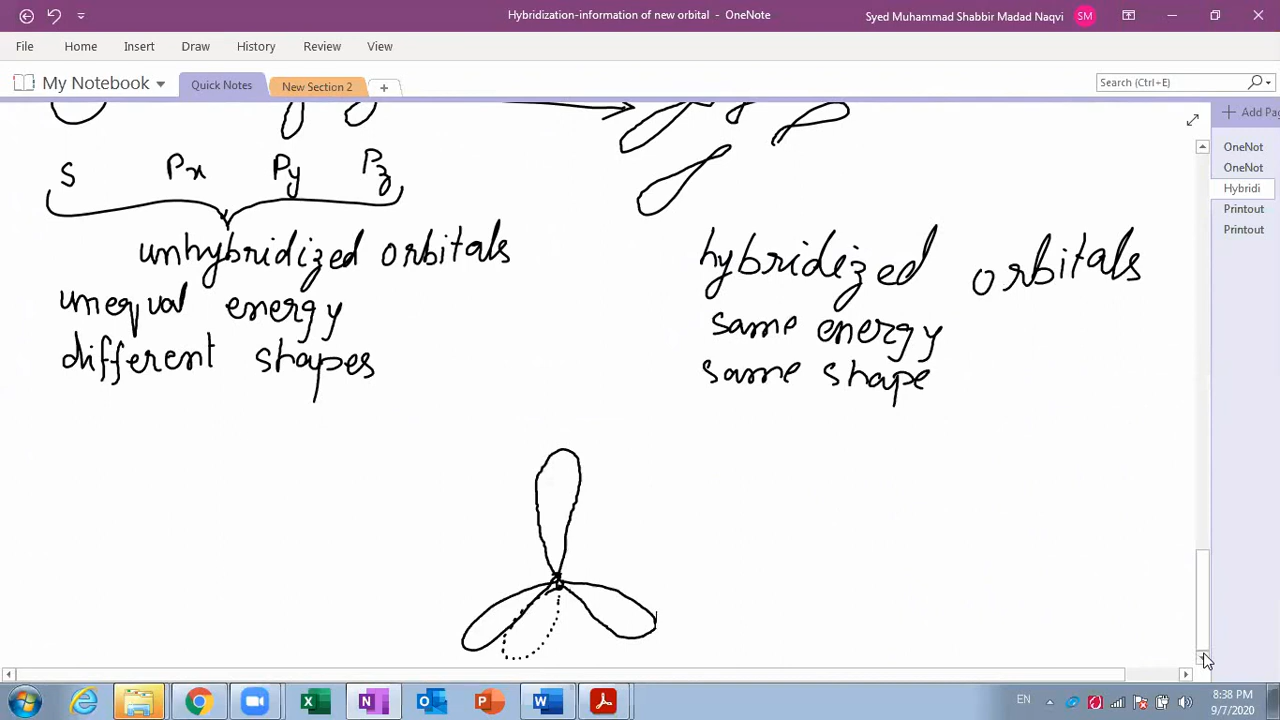 Hybridization-information of new orbital - OneNote
Syed Muhammad Shabbir Madad Naqvi SM
File Home Insert Draw History Review View
My Notebook Quick Notes New Section 2 +
Search (Ctrl+E)
Add Pag
OneNot
OneNot
Hybridi
Printout
Printout
S Px Py Pz
unhybridized orbitals
unequal energy
different shapes
hybridized orbitals
same energy
same shape
EN
8:38 PM
9/7/2020